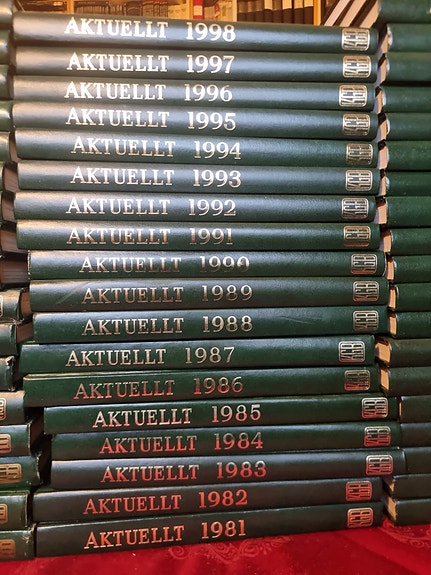 AKTUELLT 1998
AKTUELLT 1997
AKTUELLT 1996
AKTUELLT 1995
AKTUELLT 1994
AKTUELLT 1993
AKTUELLT 1992
AKTUELLT 1991
AKTUELLT 1990
AKTUELLT 1989
AKTUELLT 1988
AKTUELLT 1987
AKTUELLT 1986
AKTUELLT 1985
AKTUELLT 1984
AKTUELLT 1983
AKTUELLT 1982
AKTUELLT 1981